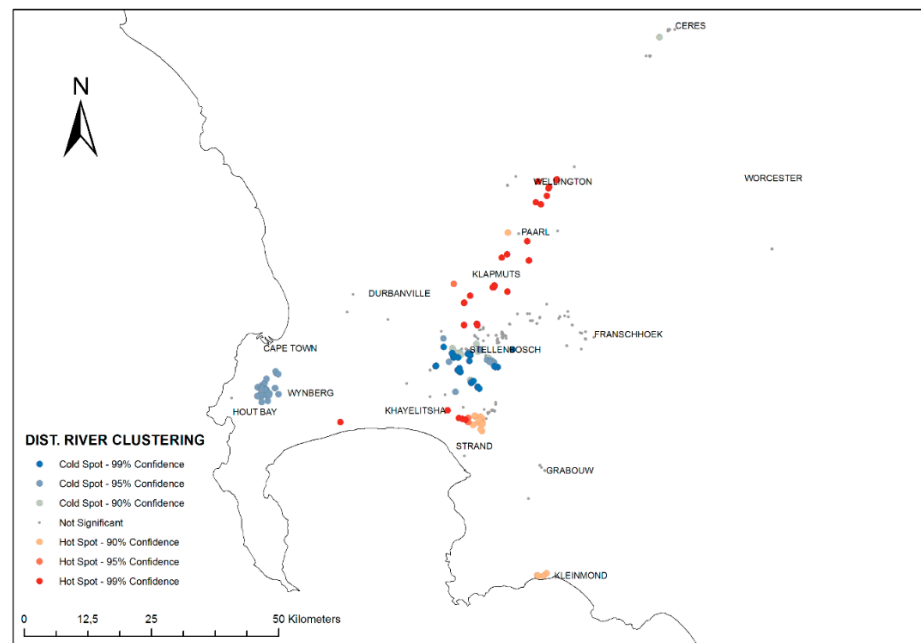 CERES
N
WELLINGTON
WORCESTER
PAARL
KLAPMUTS
DURBANVILLE
FRANSCHHOEK
CAPE TOWN
STELLENBOSCH
WYNBERG
HOUT BAY
KHAYELITSHA
STRAND
GRABOUW
KLEINMOND
DIST. RIVER CLUSTERING
Cold Spot - 99% Confidence
Cold Spot - 95% Confidence
Cold Spot - 90% Confidence
Not Significant
Hot Spot - 90% Confidence
Hot Spot - 95% Confidence
Hot Spot - 99% Confidence
0 12,5 25 50 Kilometers